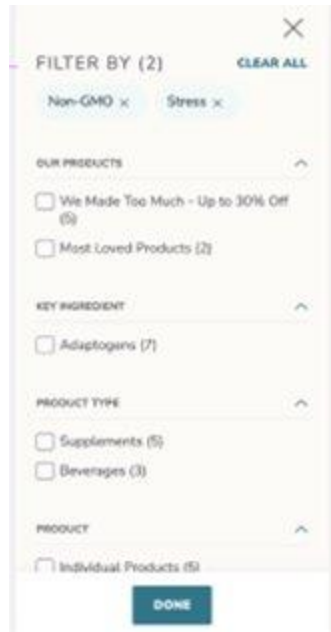 FILTER BY (2)
CLEAR ALL
Non-GMO ×
Stress ×
OUR PRODUCTS
We Made Too Much - Up to 30% Off
(5)
Most Loved Products (2)
KEY INGREDIENT
Adaptogens (7)
PRODUCT TYPE
Supplements (5)
Beverages (3)
PRODUCT
Individual Products (5)
DONE